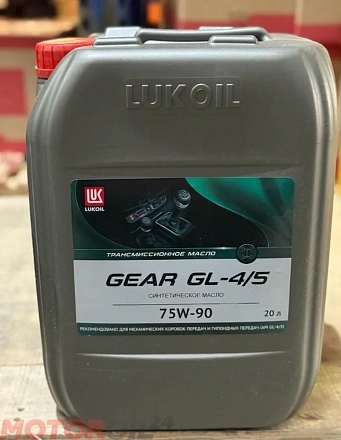 LUKOIL
LUKOIL
ТРАНСМИССИОННОЕ МАСЛО
GEAR GL-4/5
СИНТЕТИЧЕСКОЕ МАСЛО
75W-90
20 л
РЕКОМЕНДОВАНО ДЛЯ МЕХАНИЧЕСКИХ КОРОБОК ПЕРЕДАЧ И ГИПОИДНЫХ ПЕРЕДАЧ (API GL-4/5)
MOTOROIL24